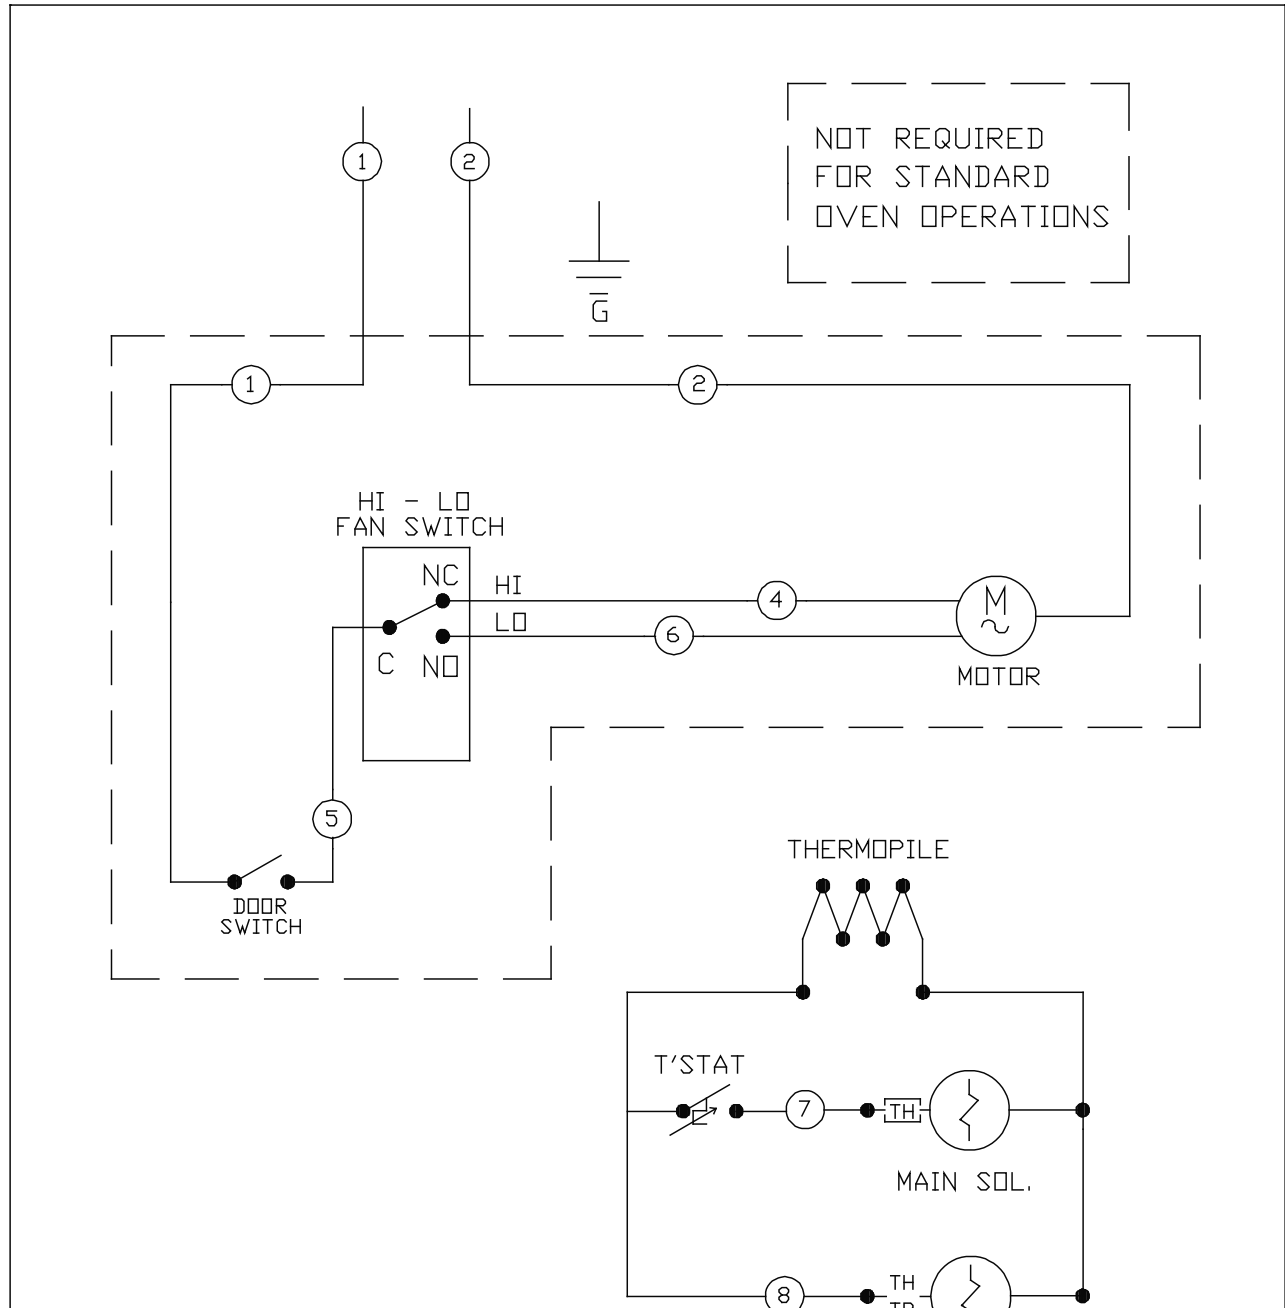 1
2
NOT REQUIRED
FOR STANDARD
OVEN OPERATIONS
G
1
2
HI - LO
FAN SWITCH
NC
HI
4
LO
6
M
C
NO
MOTOR
5
DOOR
SWITCH
THERMOPILE
T'STAT
7
TH
MAIN SOL.
8
TH